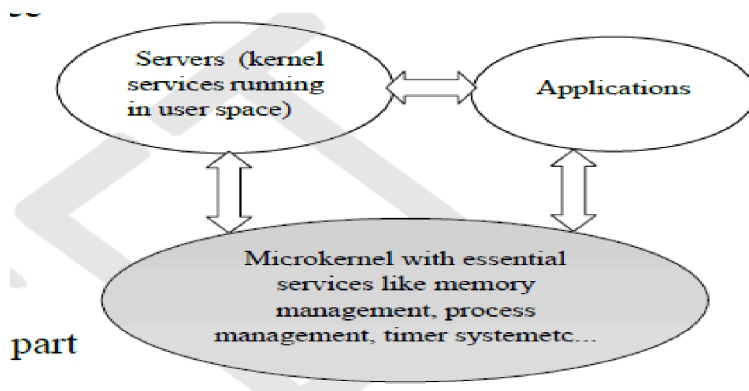 Servers (kernel
services running
in user space)
Applications
Microkernel with essential
services like memory
management, process
management, timer systemetc...
part